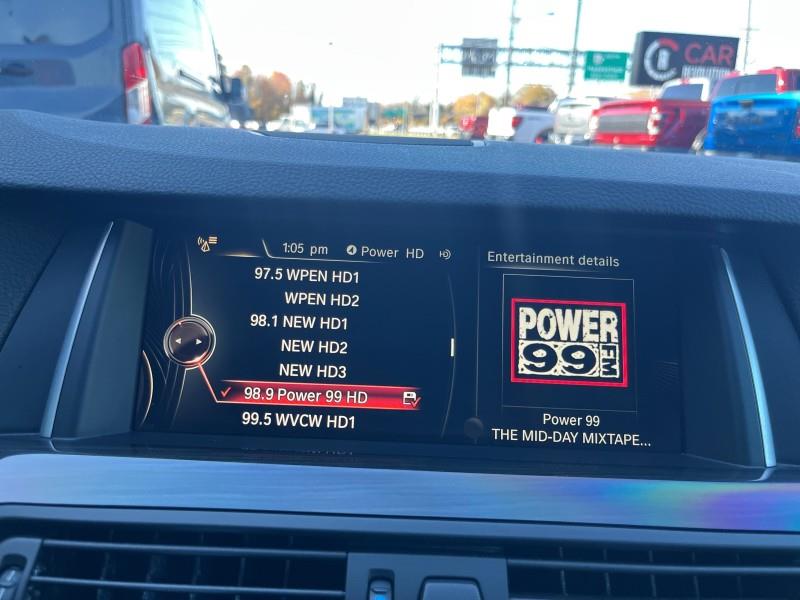 CAR
REVOLUTION
1:05 pm
Power HD
Entertainment details
97.5 WPEN HD1
WPEN HD2
98.1 NEW HD1
NEW HD2
NEW HD3
98.9 Power 99 HD
99.5 WVCW HD1
POWER
99 FM
Power 99
THE MID-DAY MIXTAPE...